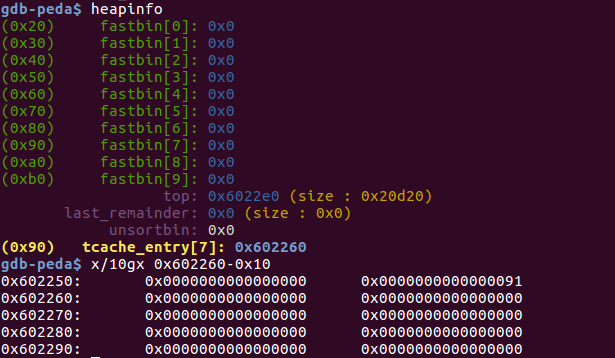 gdb-peda$ heapinfo
(0x20)     fastbin[0]: 0x0
(0x30)     fastbin[1]: 0x0
(0x40)     fastbin[2]: 0x0
(0x50)     fastbin[3]: 0x0
(0x60)     fastbin[4]: 0x0
(0x70)     fastbin[5]: 0x0
(0x80)     fastbin[6]: 0x0
(0x90)     fastbin[7]: 0x0
(0xa0)     fastbin[8]: 0x0
(0xb0)     fastbin[9]: 0x0
top: 0x6022e0 (size : 0x20d20)
last_remainder: 0x0 (size : 0x0)
unsortbin: 0x0
(0x90)   tcache_entry[7]: 0x602260
gdb-peda$ x/10gx 0x602260-0x10
0x602250:       0x0000000000000000      0x0000000000000091
0x602260:       0x0000000000000000      0x0000000000000000
0x602270:       0x0000000000000000      0x0000000000000000
0x602280:       0x0000000000000000      0x0000000000000000
0x602290:       0x0000000000000000      0x0000000000000000